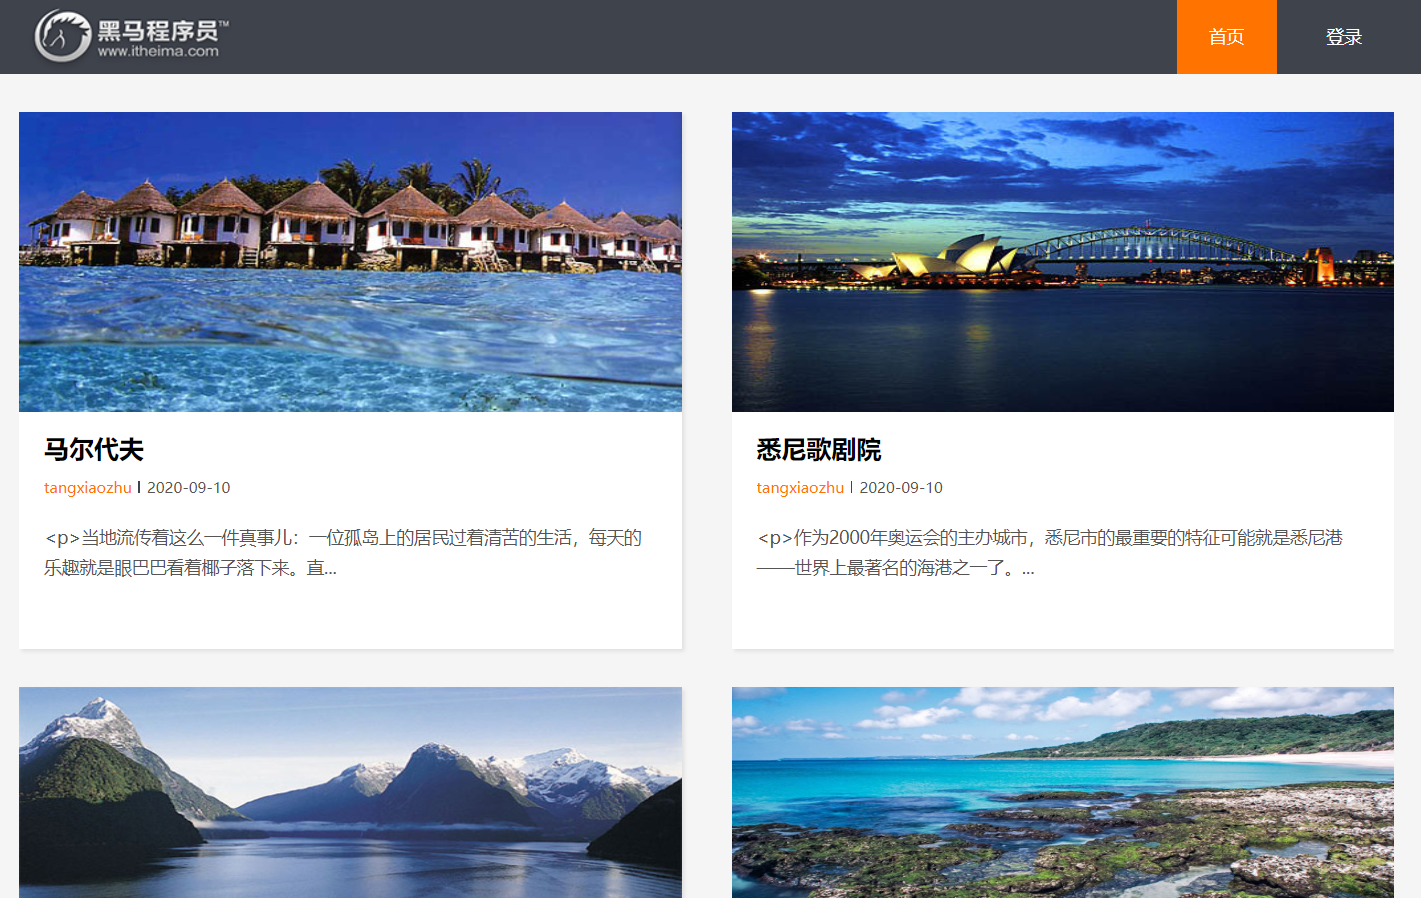 黑马程序员™
www.itheima.com
首页
登录
马尔代夫
tangxiaozhu | 2020-09-10
<p>当地流传着这么一件真事儿：一位孤岛上的居民过着清苦的生活，每天的
乐趣就是眼巴巴看着椰子落下来。直...
悉尼歌剧院
tangxiaozhu | 2020-09-10
<p>作为2000年奥运会的主办城市，悉尼市的最重要的特征可能就是悉尼港
——世界上最著名的海港之一了。...